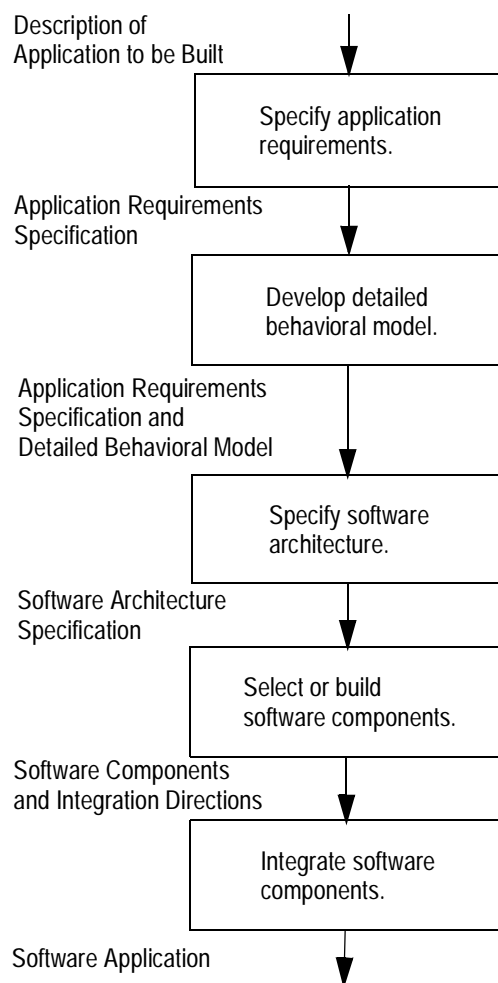 Description of
Application to be Built
Specify application
requirements.
Application Requirements
Specification
Develop detailed
behavioral model.
Application Requirements
Specification and
Detailed Behavioral Model
Specify software
architecture.
Software Architecture
Specification
Select or build
software components.
Software Components
and Integration Directions
Integrate software
components.
Software Application